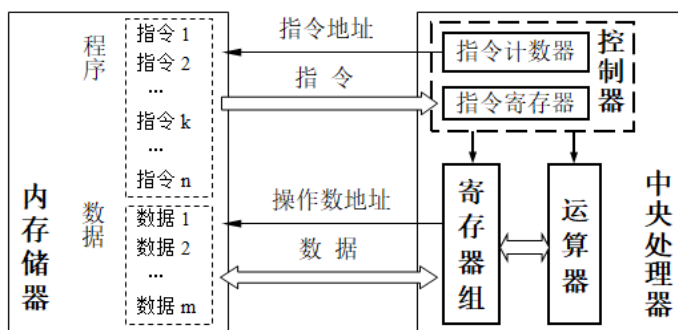 程序
指令 1
指令 2
...
指令 k
...
指令 n
数据
数据 1
数据 2
...
数据 m
内存储器
指令地址
指 令
操作数地址
数 据
指令计数器
指令寄存器
控制器
寄存器组
运算器
中央处理器